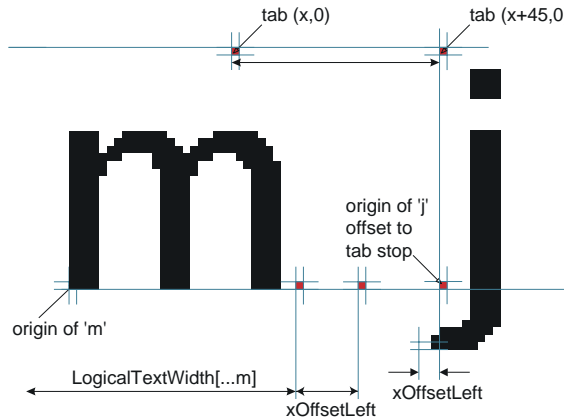 tab (x,0)
tab (x+45,0
m
j
origin of 'j'
offset to
tab stop
origin of 'm'
LogicalTextWidth[...m]
xOffsetLeft
xOffsetLeft